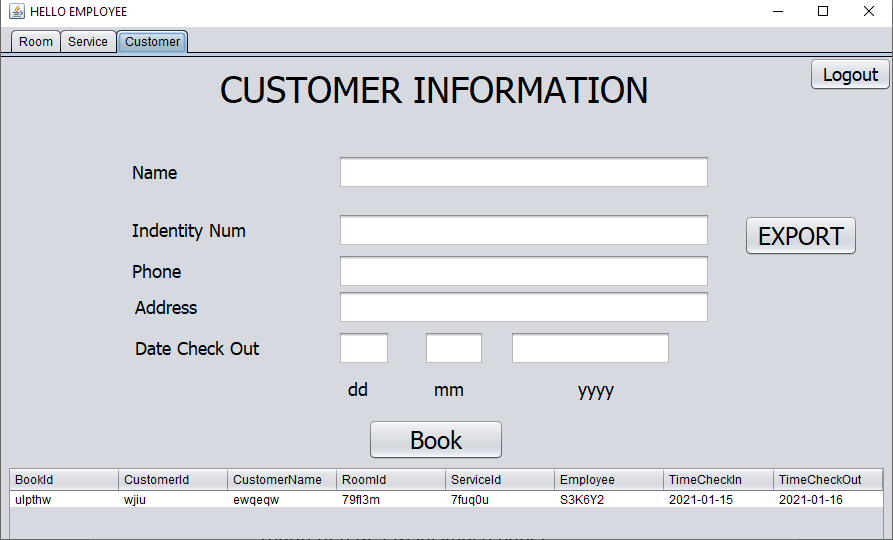 HELLO EMPLOYEE
Room Service Customer
Logout
CUSTOMER INFORMATION
Name
Indentity Num
EXPORT
Phone
Address
Date Check Out
dd mm yyyy
Book
BookId CustomerId CustomerName RoomId ServiceId Employee TimeCheckIn TimeCheckOut
ulpthw wjiu ewqeqw 79fl3m 7fuq0u S3K6Y2 2021-01-15 2021-01-16